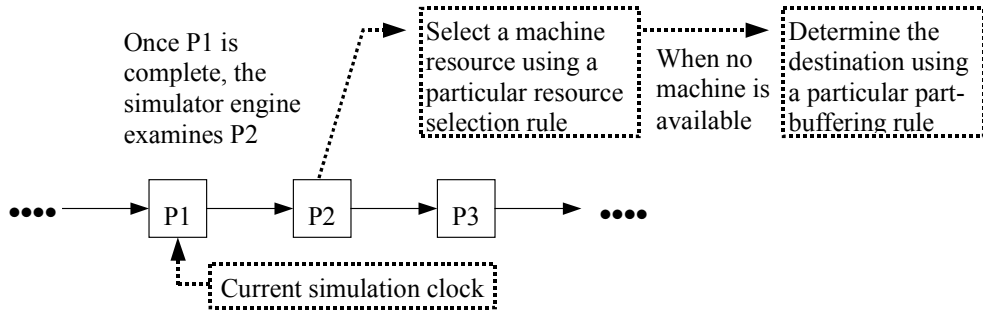 Once P1 is
complete, the
simulator engine
examines P2
Select a machine
resource using a
particular resource
selection rule
When no
machine is
available
Determine the
destination using
a particular part-
buffering rule
P1
P2
P3
Current simulation clock